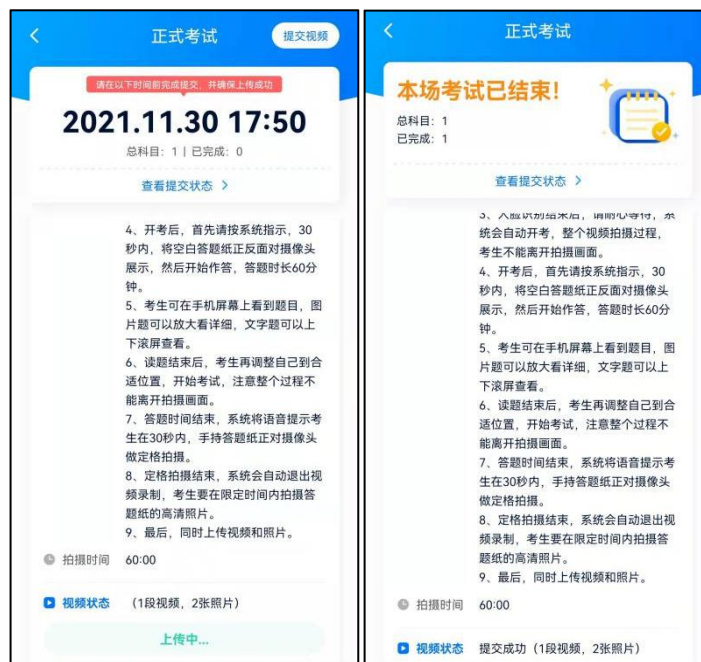 正式考试
提交视频
请在以下时间前完成提交，并确保上传成功
2021.11.30 17:50
总科目：1 | 已完成：0
查看提交状态
4、开考后，首先请按系统指示，30
秒内，将空白答题纸正反面对摄像头
展示，然后开始作答，答题时长60分
钟。
5、考生可在手机屏幕上看到题目，图
片题可以放大看详细，文字题可以上
下滚屏查看。
6、读题结束后，考生再调整自己到合
适位置，开始考试，注意整个过程不
能离开拍摄画面。
7、答题时间结束，系统将语音提示考
生在30秒内，手持答题纸正对摄像头
做定格拍摄。
8、定格拍摄结束，系统会自动退出视
频录制，考生要在限定时间内拍摄答
题纸的高清照片。
9、最后，同时上传视频和照片。
拍摄时间 60:00
视频状态 （1段视频，2张照片）
上传中...
正式考试
本场考试已结束！
总科目：1
已完成：1
查看提交状态
3、人脸识别结束后，请耐心等待，系
统会自动开考，整个视频拍摄过程，
考生不能离开拍摄画面。
4、开考后，首先请按系统指示，30
秒内，将空白答题纸正反面对摄像头
展示，然后开始作答，答题时长60分
钟。
5、考生可在手机屏幕上看到题目，图
片题可以放大看详细，文字题可以上
下滚屏查看。
6、读题结束后，考生再调整自己到合
适位置，开始考试，注意整个过程不
能离开拍摄画面。
7、答题时间结束，系统将语音提示考
生在30秒内，手持答题纸正对摄像头
做定格拍摄。
8、定格拍摄结束，系统会自动退出视
频录制，考生要在限定时间内拍摄答
题纸的高清照片。
9、最后，同时上传视频和照片。
拍摄时间 60:00
视频状态 提交成功（1段视频，2张照片）